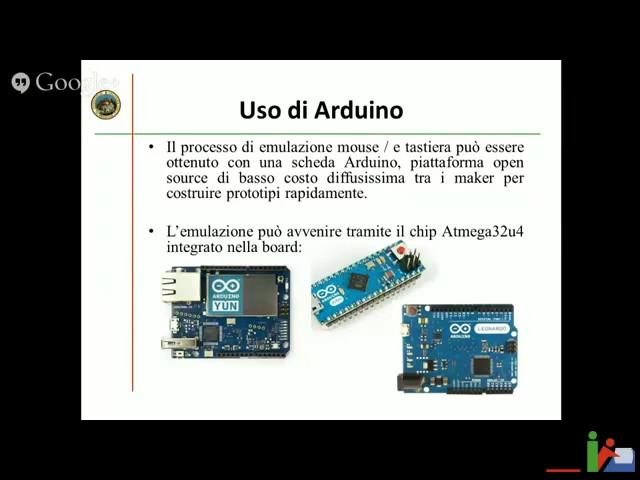 Google+
Uso di Arduino
• Il processo di emulazione mouse / e tastiera può essere
ottenuto con una scheda Arduino, piattaforma open
source di basso costo diffusissima tra i maker per
costruire prototipi rapidamente.
• L’emulazione può avvenire tramite il chip Atmega32u4
integrato nella board:
ARDUINO
YUN
ARDUINO
LEONARDO